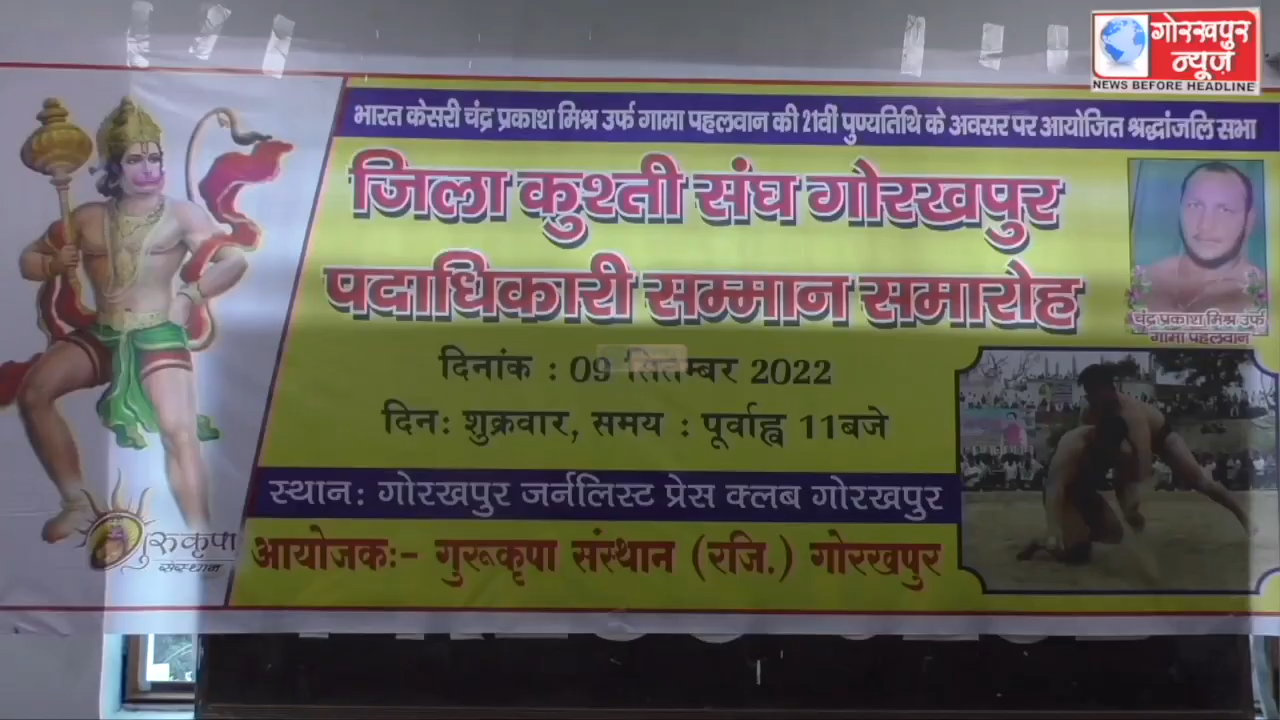 गोरखपुर
न्यूज़
NEWS BEFORE HEADLINE
भारत केसरी चंद्र प्रकाश मिश्र उर्फ गामा पहलवान की 21वीं पुण्यतिथि के अवसर पर आयोजित श्रद्धांजलि सभा
जिला कुश्ती संघ गोरखपुर
पदाधिकारी सम्मान समारोह
चंद्र प्रकाश मिश्र उर्फ
गामा पहलवान
दिनांक : 09 सितम्बर 2022
दिन: शुक्रवार, समय : पूर्वाह्न 11बजे
स्थान: गोरखपुर जर्नलिस्ट प्रेस क्लब गोरखपुर
गुरुकृपा
संस्थान
आयोजकः- गुरूकृपा संस्थान (रजि.) गोरखपुर